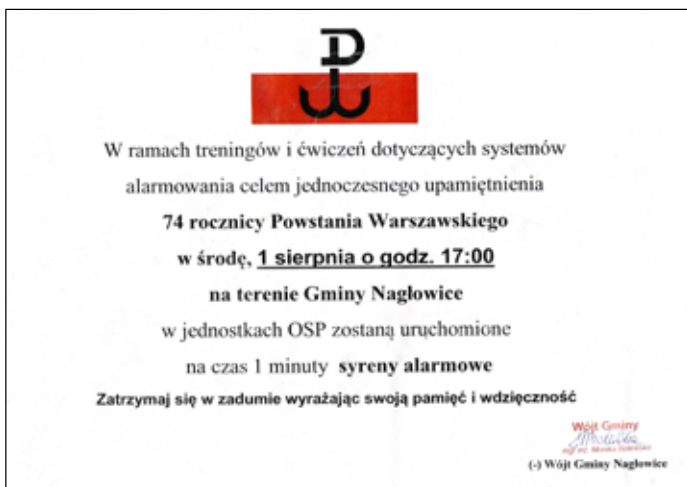 W ramach treningów i ćwiczeń dotyczących systemów
alarmowania celem jednoczesnego upamiętnienia
74 rocznicy Powstania Warszawskiego
w środę, 1 sierpnia o godz. 17:00
na terenie Gminy Nagłowice
w jednostkach OSP zostaną uruchomione
na czas 1 minuty syreny alarmowe
Zatrzymaj się w zadumie wyrażając swoją pamięć i wdzięczność
Wójt Gminy
(-) Wójt Gminy Nagłowice